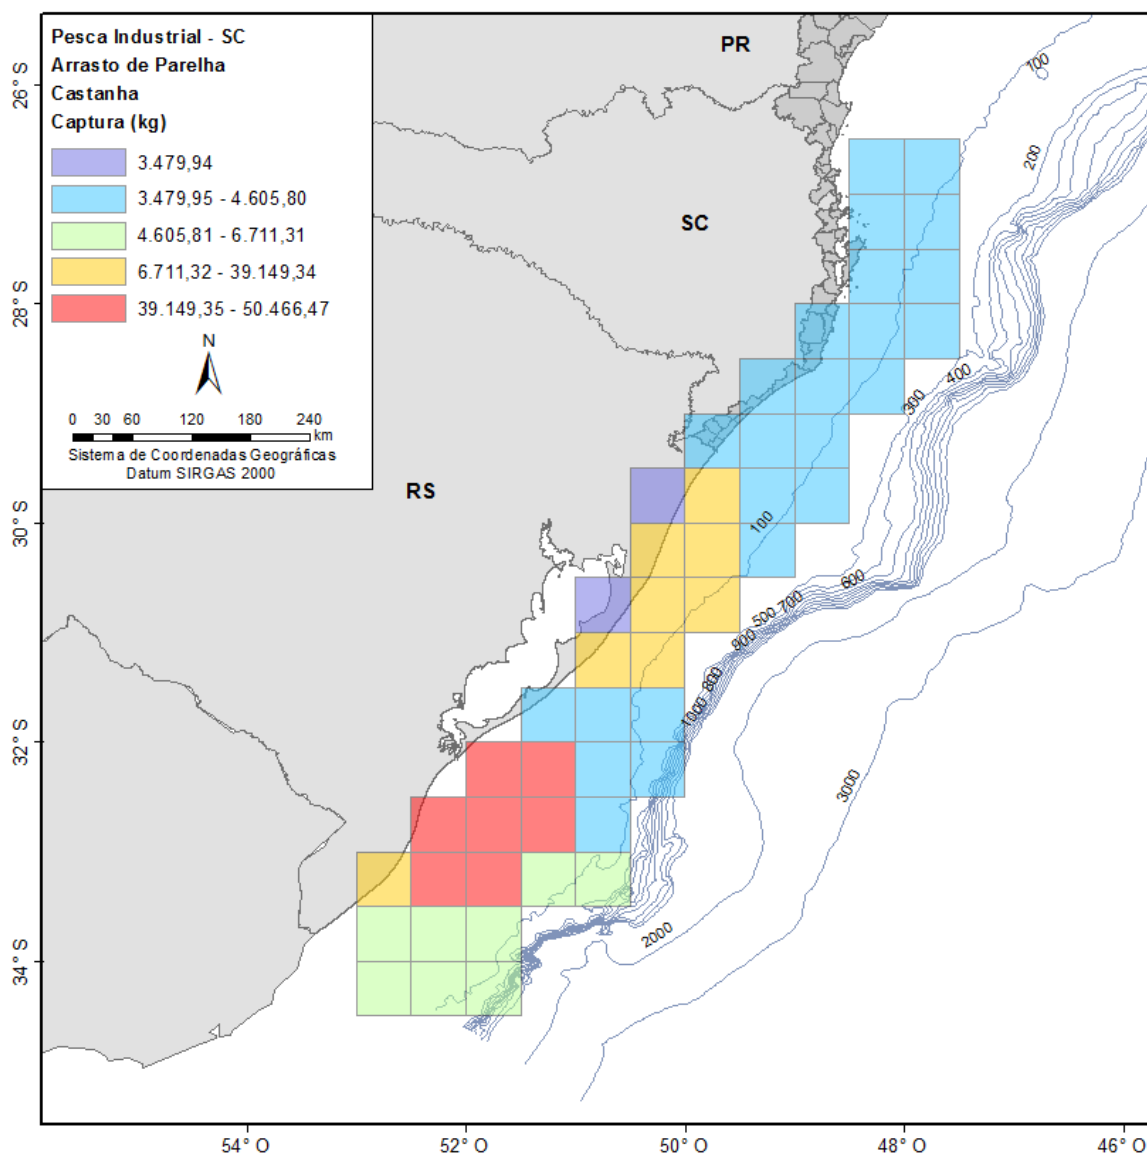 Pesca Industrial - SC
Arrasto de Parelha
Castanha
Captura (kg)
3.479,94
3.479,95 - 4.605,80
4.605,81 - 6.711,31
6.711,32 - 39.149,34
39.149,35 - 50.466,47
N
0 30 60 120 180 240
km
Sistema de Coordenadas Geográficas
Datum SIRGAS 2000
PR
SC
RS
100
200
400
300
100
600
700
500
900
800
1000
3000
2000
26° S
28° S
30° S
32° S
34° S
54° O
52° O
50° O
48° O
46° O